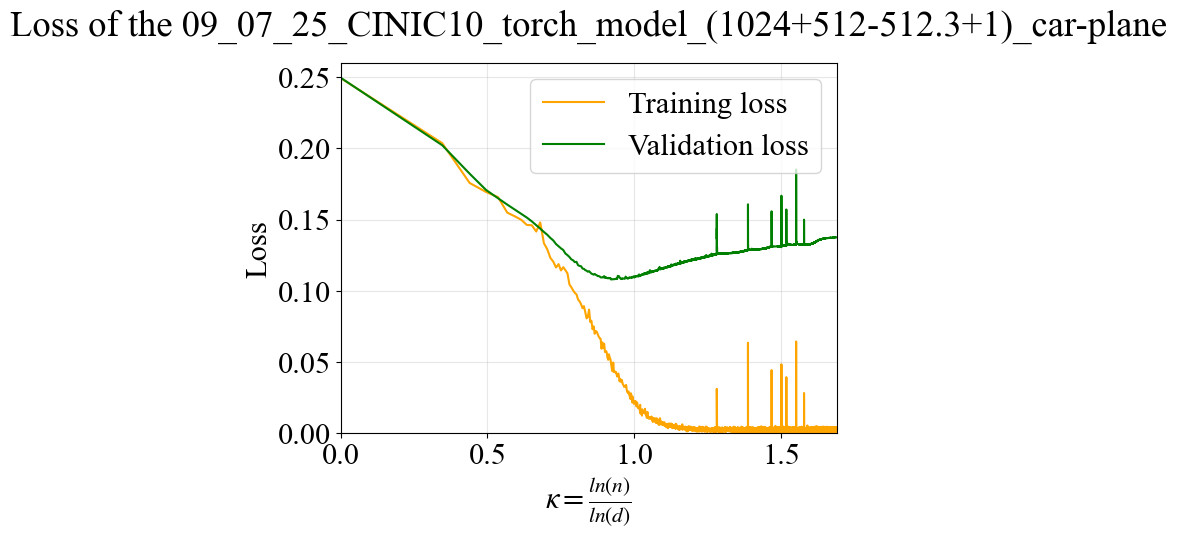 Loss of the 09_07_25_CINIC10_torch_model_(1024+512-512.3+1)_car-plane
0.25
0.20
0.15
0.10
0.05
0.00
Loss
Training loss
Validation loss
0.0 0.5 1.0 1.5
κ = ln(n)/ln(d)